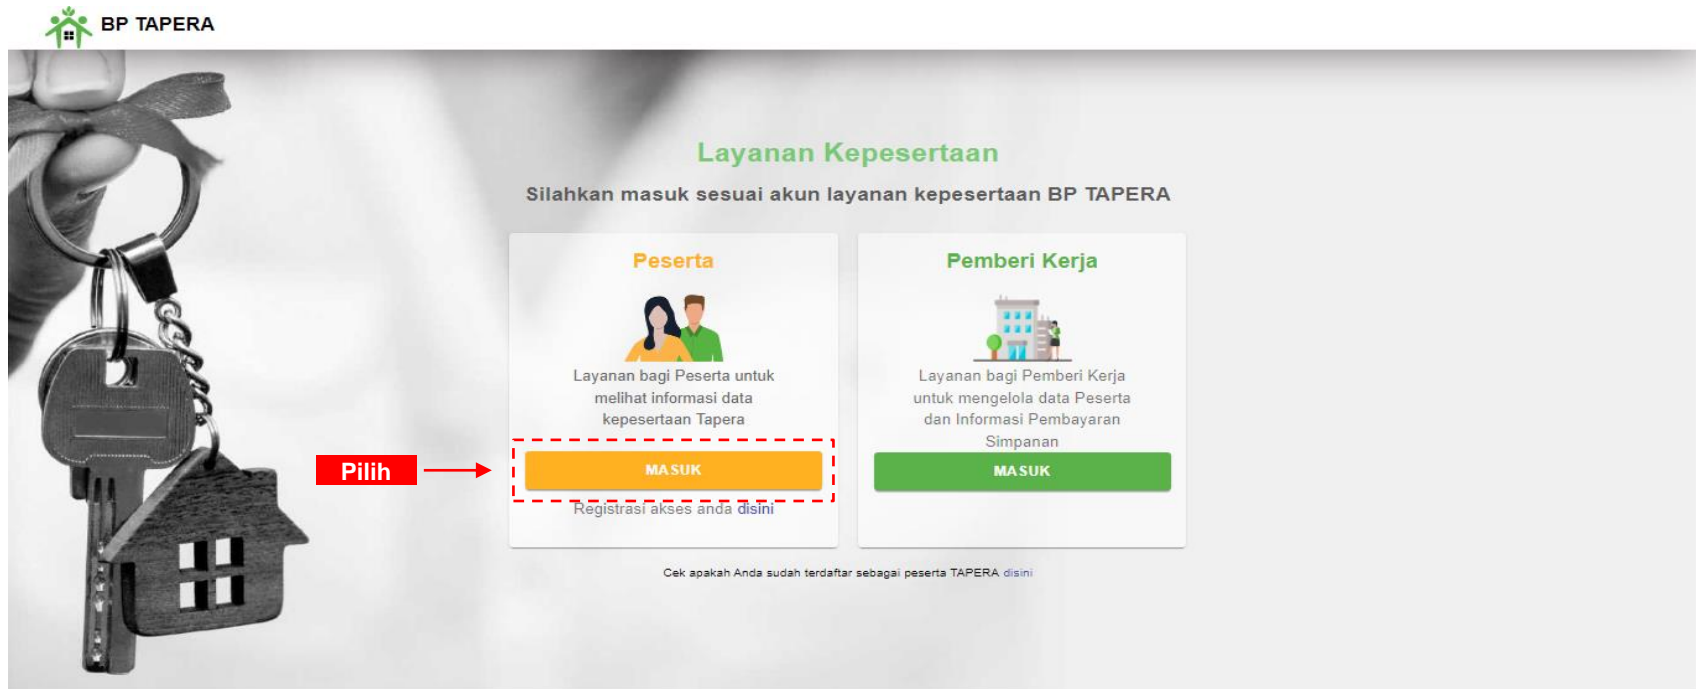 BP TAPERA
Layanan Kepesertaan
Silahkan masuk sesuai akun layanan kepesertaan BP TAPERA
Peserta
Layanan bagi Peserta untuk
melihat informasi data
kepesertaan Tapera
Pilih
MASUK
Registrasi akses anda disini
Pemberi Kerja
Layanan bagi Pemberi Kerja
untuk mengelola data Peserta
dan Informasi Pembayaran
Simpanan
MASUK
Cek apakah Anda sudah terdaftar sebagai peserta TAPERA disini